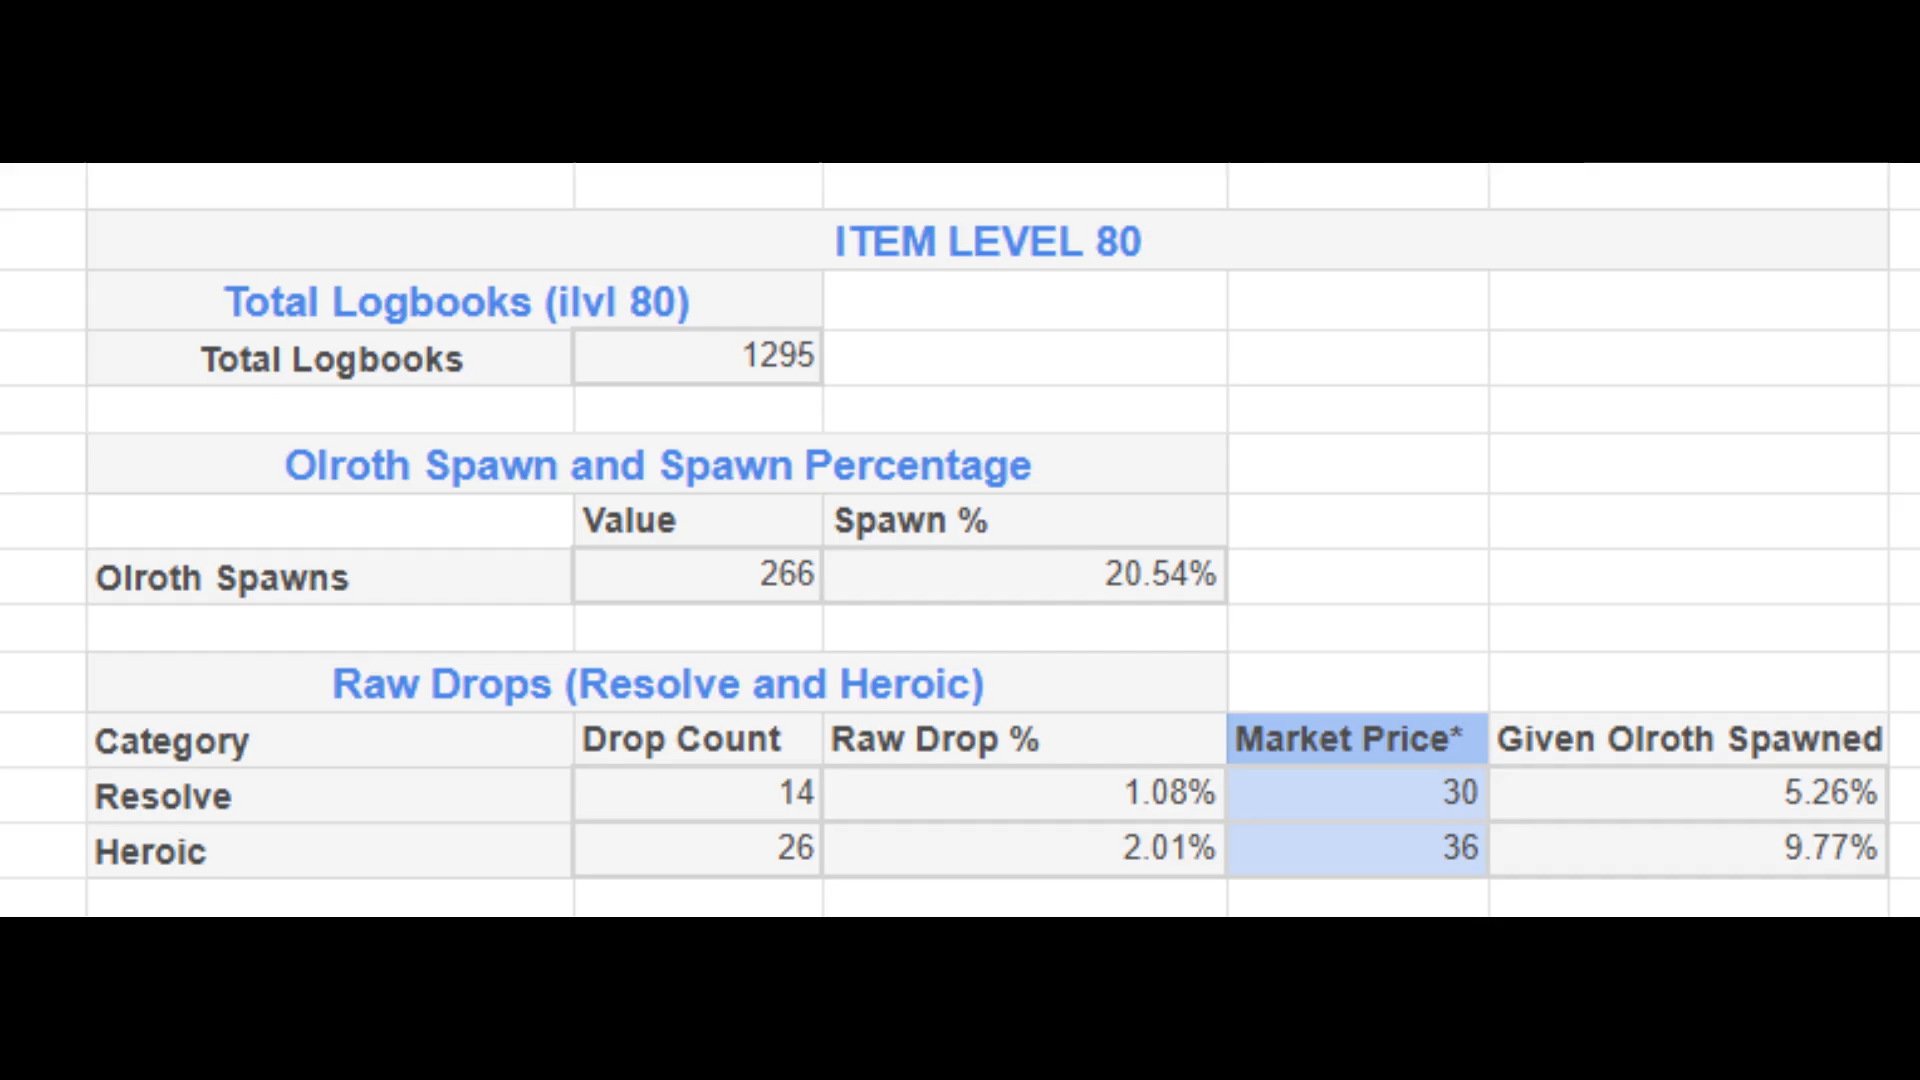 ITEM LEVEL 80
Total Logbooks (ilvl 80)
Total Logbooks 1295
Olroth Spawn and Spawn Percentage
Value Spawn %
Olroth Spawns 266 20.54%
Raw Drops (Resolve and Heroic)
Category Drop Count Raw Drop % Market Price* Given Olroth Spawned
Resolve 14 1.08% 30 5.26%
Heroic 26 2.01% 36 9.77%